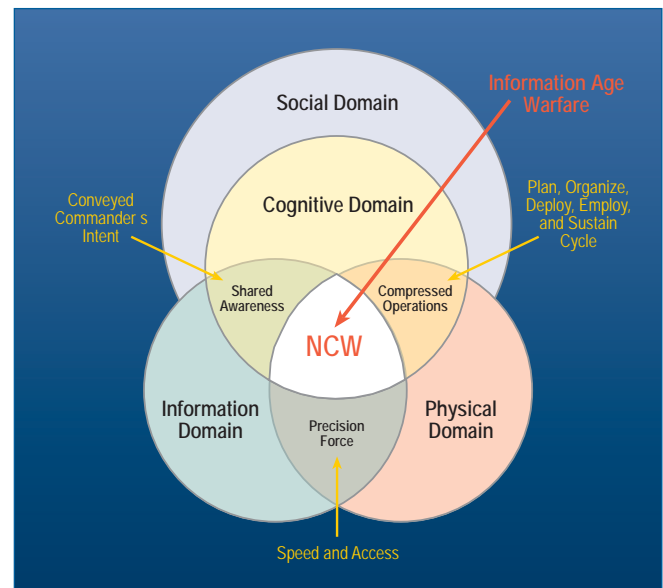 Social Domain
Information Age
Warfare
Conveyed
Commander s
Intent
Cognitive Domain
Plan, Organize,
Deploy, Employ,
and Sustain
Cycle
Shared
Awareness
Compressed
Operations
NCW
Information
Domain
Precision
Force
Physical
Domain
Speed and Access